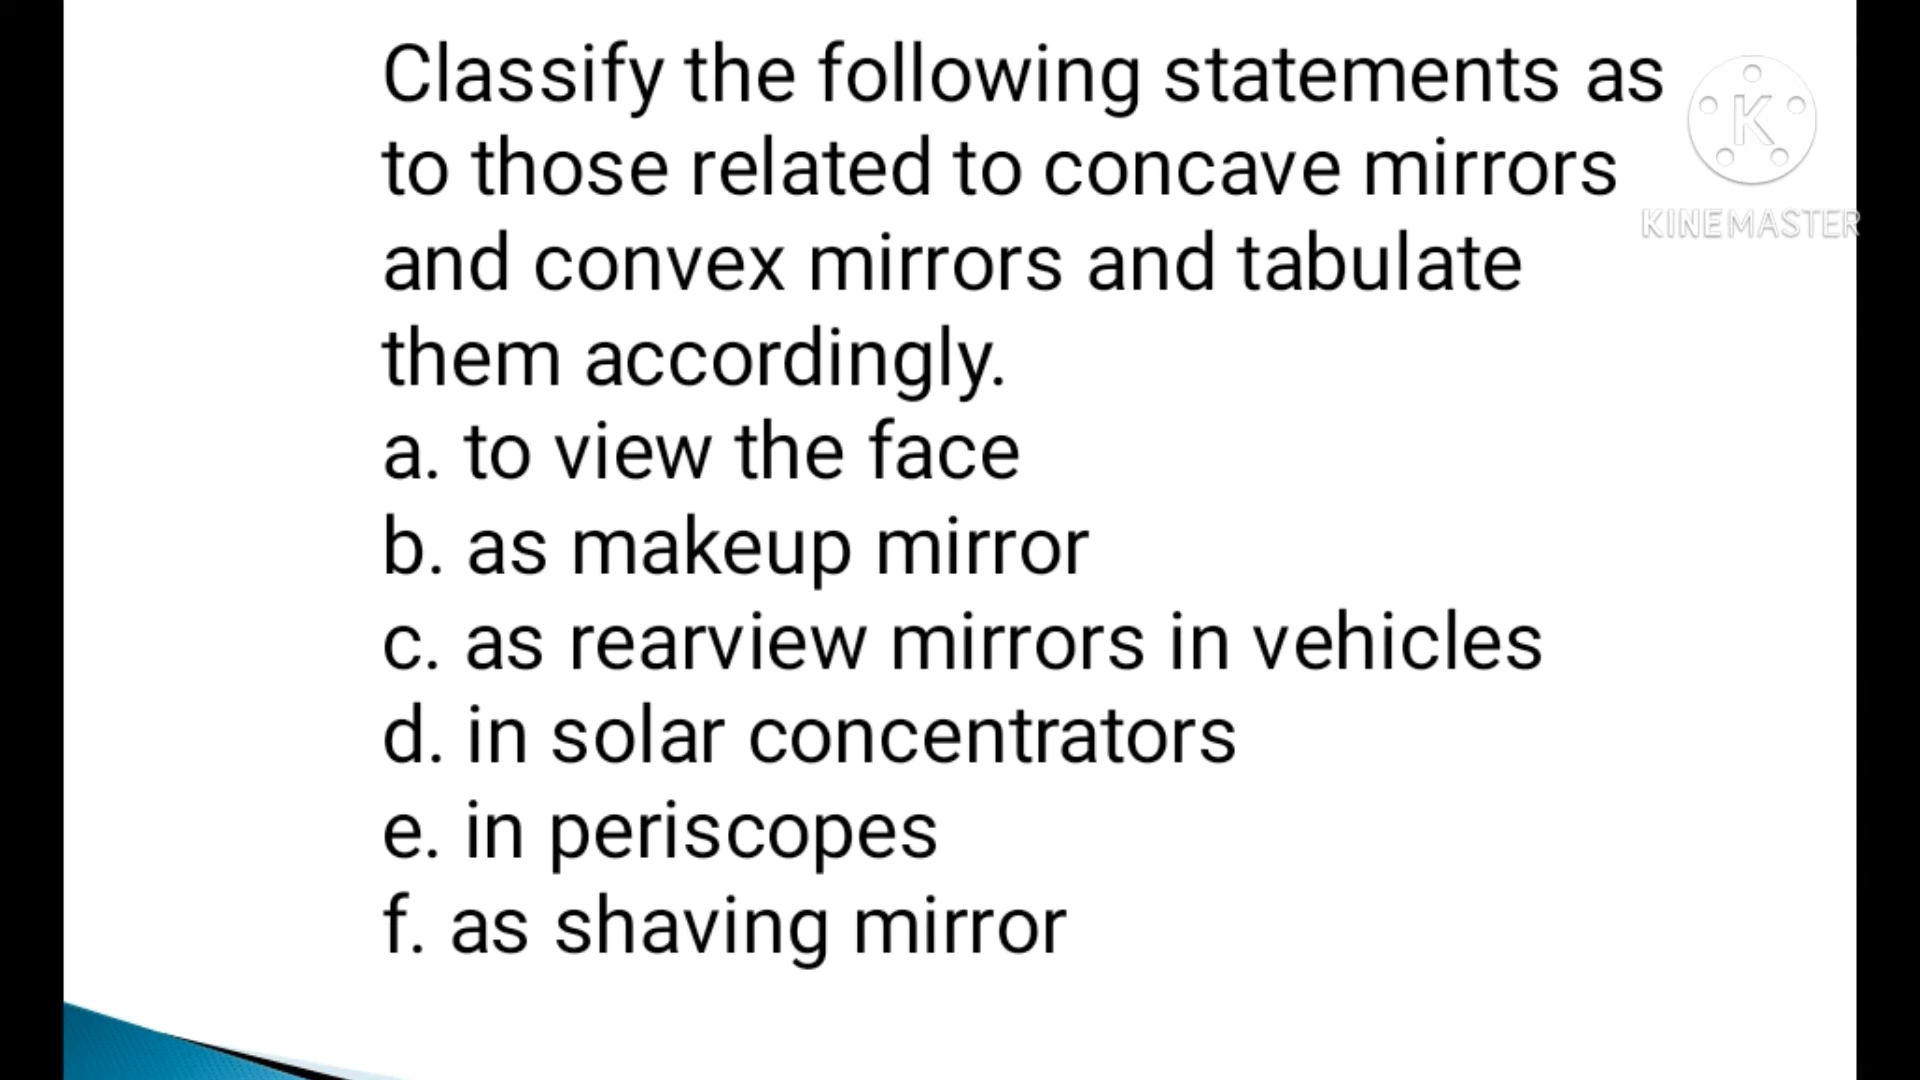 Classify the following statements as
to those related to concave mirrors
and convex mirrors and tabulate
them accordingly.
a. to view the face
b. as makeup mirror
c. as rearview mirrors in vehicles
d. in solar concentrators
e. in periscopes
f. as shaving mirror
K
KINEMASTER